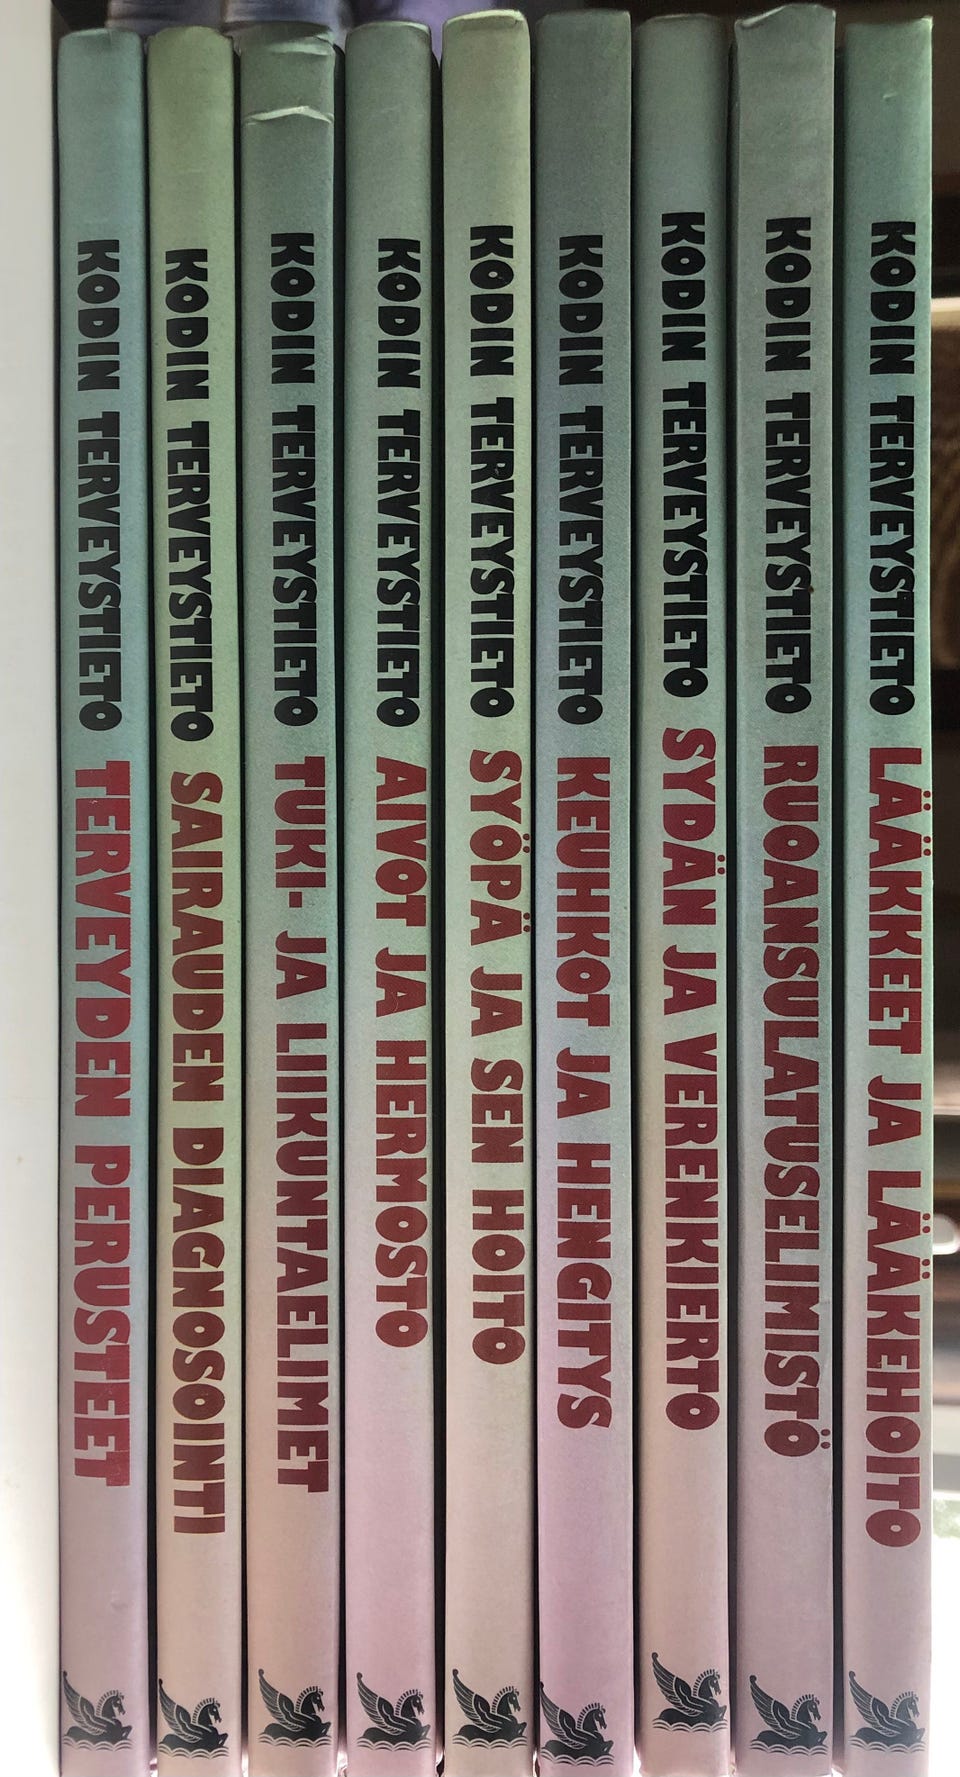 KODIN TERVEYSTIETO TERVEYDEN PERUSTEET
KODIN TERVEYSTIETO SAIRAUDEN DIAGNOSOINTI
KODIN TERVEYSTIETO TUKI- JA LIIKUNTAELIMET
KODIN TERVEYSTIETO AIVOT JA HERMOSTO
KODIN TERVEYSTIETO SYÖPÄ JA SEN HOITO
KODIN TERVEYSTIETO KEUHKOT JA HENGITYS
KODIN TERVEYSTIETO SYDÄN JA VERENKIERTO
KODIN TERVEYSTIETO RUOANSULATUSELIMISTÖ
KODIN TERVEYSTIETO LÄÄKKEET JA LÄÄKEHOITO